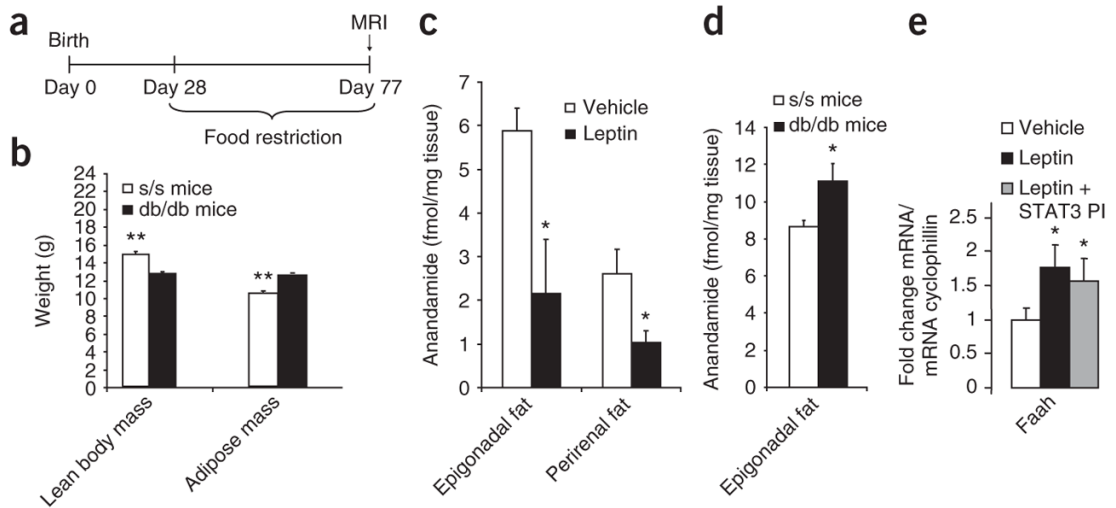 a
Birth
MRI
Day 0
Day 28
Day 77
Food restriction
b
24
22
20
18
16
14
12
10
8
6
4
2
0
Weight (g)
s/s mice
db/db mice
**
**
Lean body mass
Adipose mass
c
7
6
5
4
3
2
1
0
Anandamide (fmol/mg tissue)
Vehicle
Leptin
*
*
Epigonadal fat
Perirenal fat
d
s/s mice
db/db mice
14
12
10
8
6
4
2
0
Anandamide (fmol/mg tissue)
*
Epigonadal fat
e
Vehicle
Leptin
Leptin +
STAT3 PI
2.5
2
1.5
1
0.5
0
Fold change mRNA/
mRNA cyclophillin
*
*
Faah